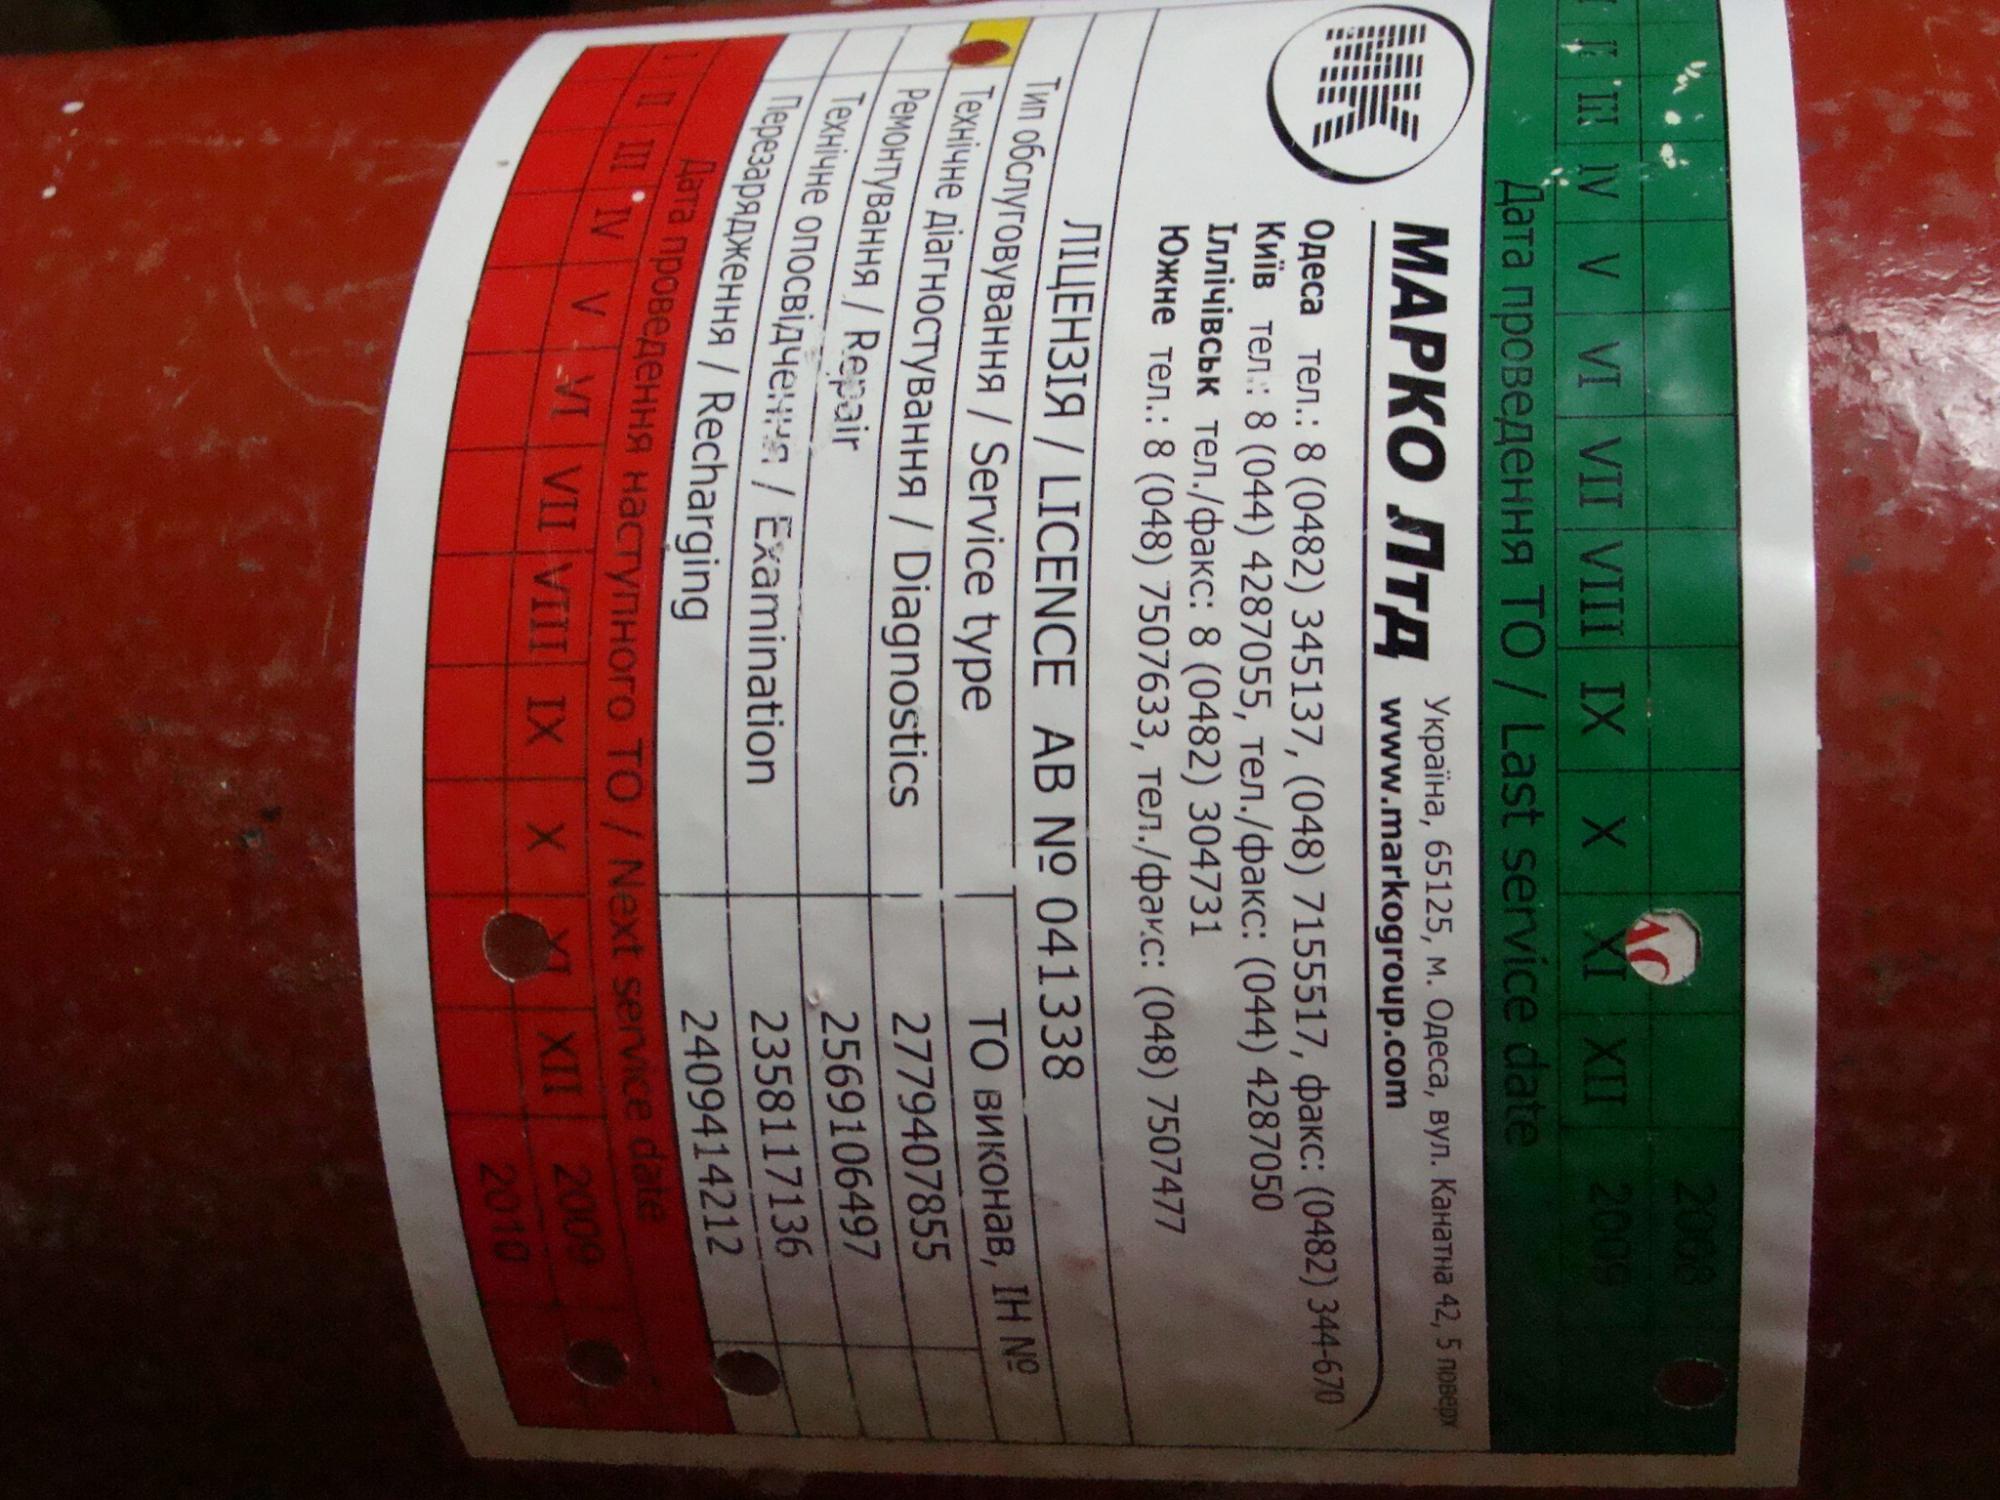 2008
I II III IV V VI VII VIII IX X XI XII 2009
Дата проведення ТО / Last service date
МК
Україна, 65125, м. Одеса, вул. Канатна 42, 5 поверх
МАРКО Лтд www.markogroup.com
Одеса тел.: 8 (0482) 345137, (048) 7155517, факс: (0482) 344-670
Київ тел.: 8 (044) 4287055, тел./факс: (044) 4287050
Іллічівськ тел./факс: 8 (0482) 304731
Южне тел.: 8 (048) 7507633, тел./факс: (048) 7507477
ЛІЦЕНЗІЯ / LICENCE АВ № 041338
Тип обслуговування / Service type ТО виконав, ІН №
Технічне діагностування / Diagnostics 2779407855
Ремонтування / Repair 2569106497
Технічне опосвідчення / Examination 2358117136
Перезарядження / Recharging 2409414212
Дата проведення наступного ТО / Next service date
I II III IV V VI VII VIII IX X XI XII 2009
2010